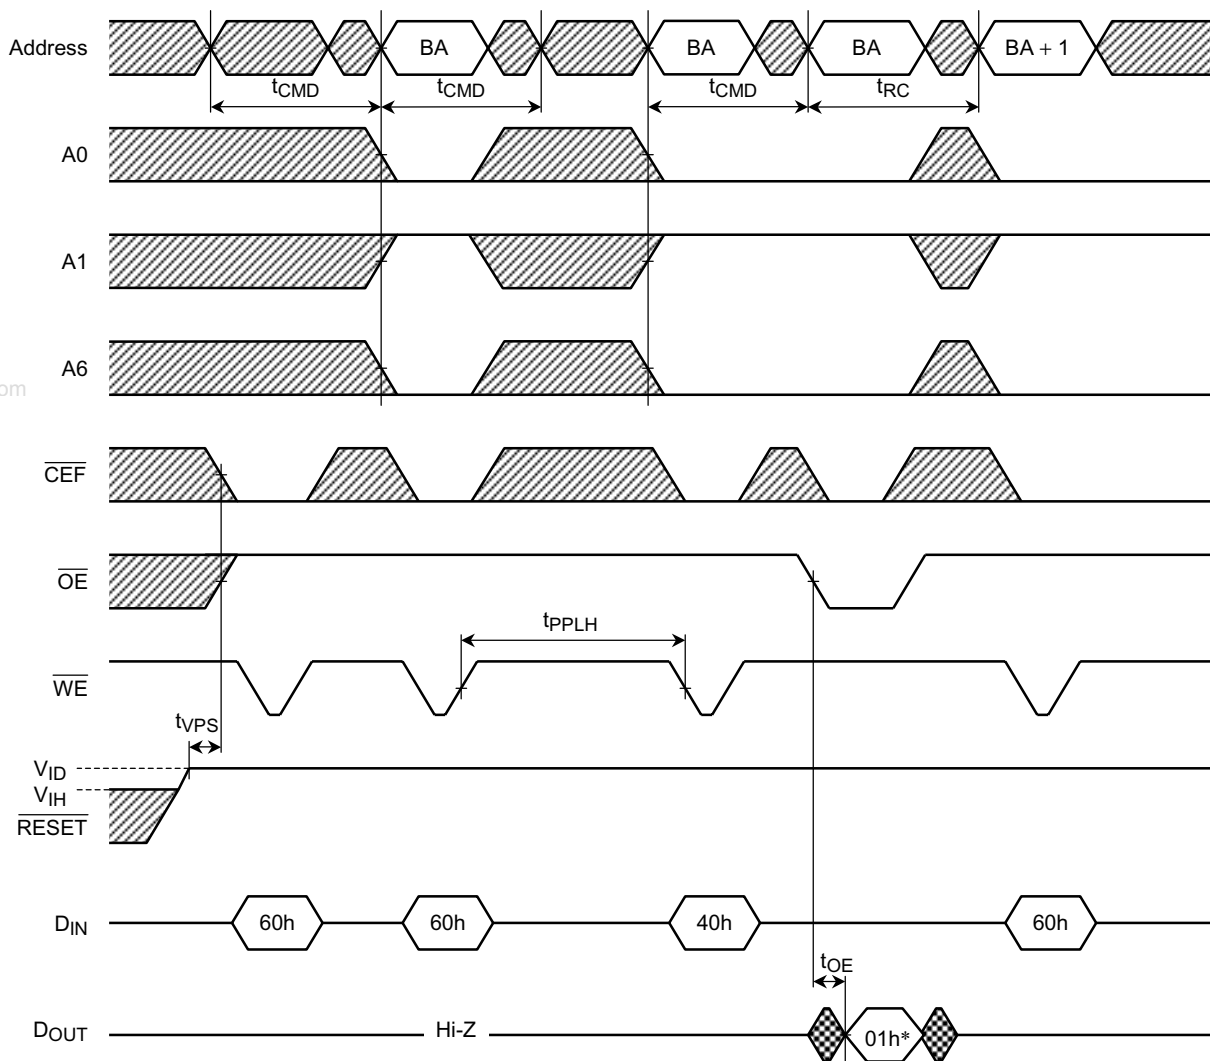 Address BA BA BA BA + 1
tCMD tCMD tCMD tRC
A0
A1
A6
om
CEF
OE
tPPLH
WE
tVPS
VID
VIH
RESET
DIN 60h 60h 40h 60h
tOE
DOUT Hi-Z 01h*